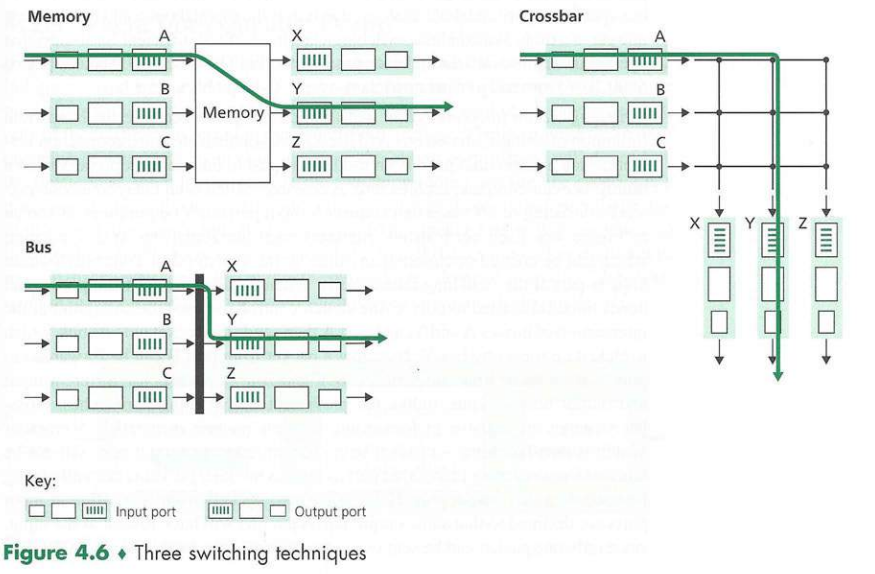 Memory
A
X
B
Y
Memory
C
Z
Crossbar
A
B
C
X
Y
Z
Bus
A
X
B
Y
C
Z
Key:
Input port
Output port
Figure 4.6 ♦ Three switching techniques